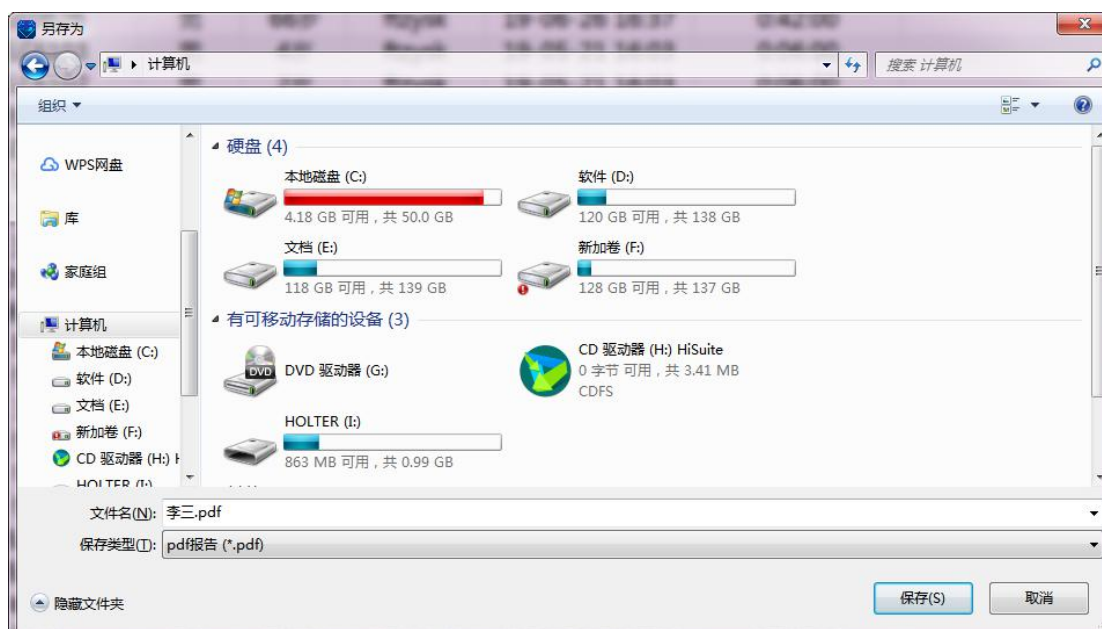 另存为
计算机
搜索 计算机
组织
WPS网盘
库
家庭组
计算机
本地磁盘 (C:)
软件 (D:)
文档 (E:)
新加卷 (F:)
CD 驱动器 (H:) H
HOLTER (I:)
硬盘 (4)
本地磁盘 (C:)
4.18 GB 可用，共 50.0 GB
软件 (D:)
120 GB 可用，共 138 GB
文档 (E:)
118 GB 可用，共 139 GB
新加卷 (F:)
128 GB 可用，共 137 GB
有可移动存储的设备 (3)
DVD
DVD 驱动器 (G:)
CD 驱动器 (H:) HiSuite
0 字节 可用，共 3.41 MB
CDFS
HOLTER (I:)
863 MB 可用，共 0.99 GB
文件名(N): 李三.pdf
保存类型(T): pdf报告 (*.pdf)
隐藏文件夹
保存(S)
取消